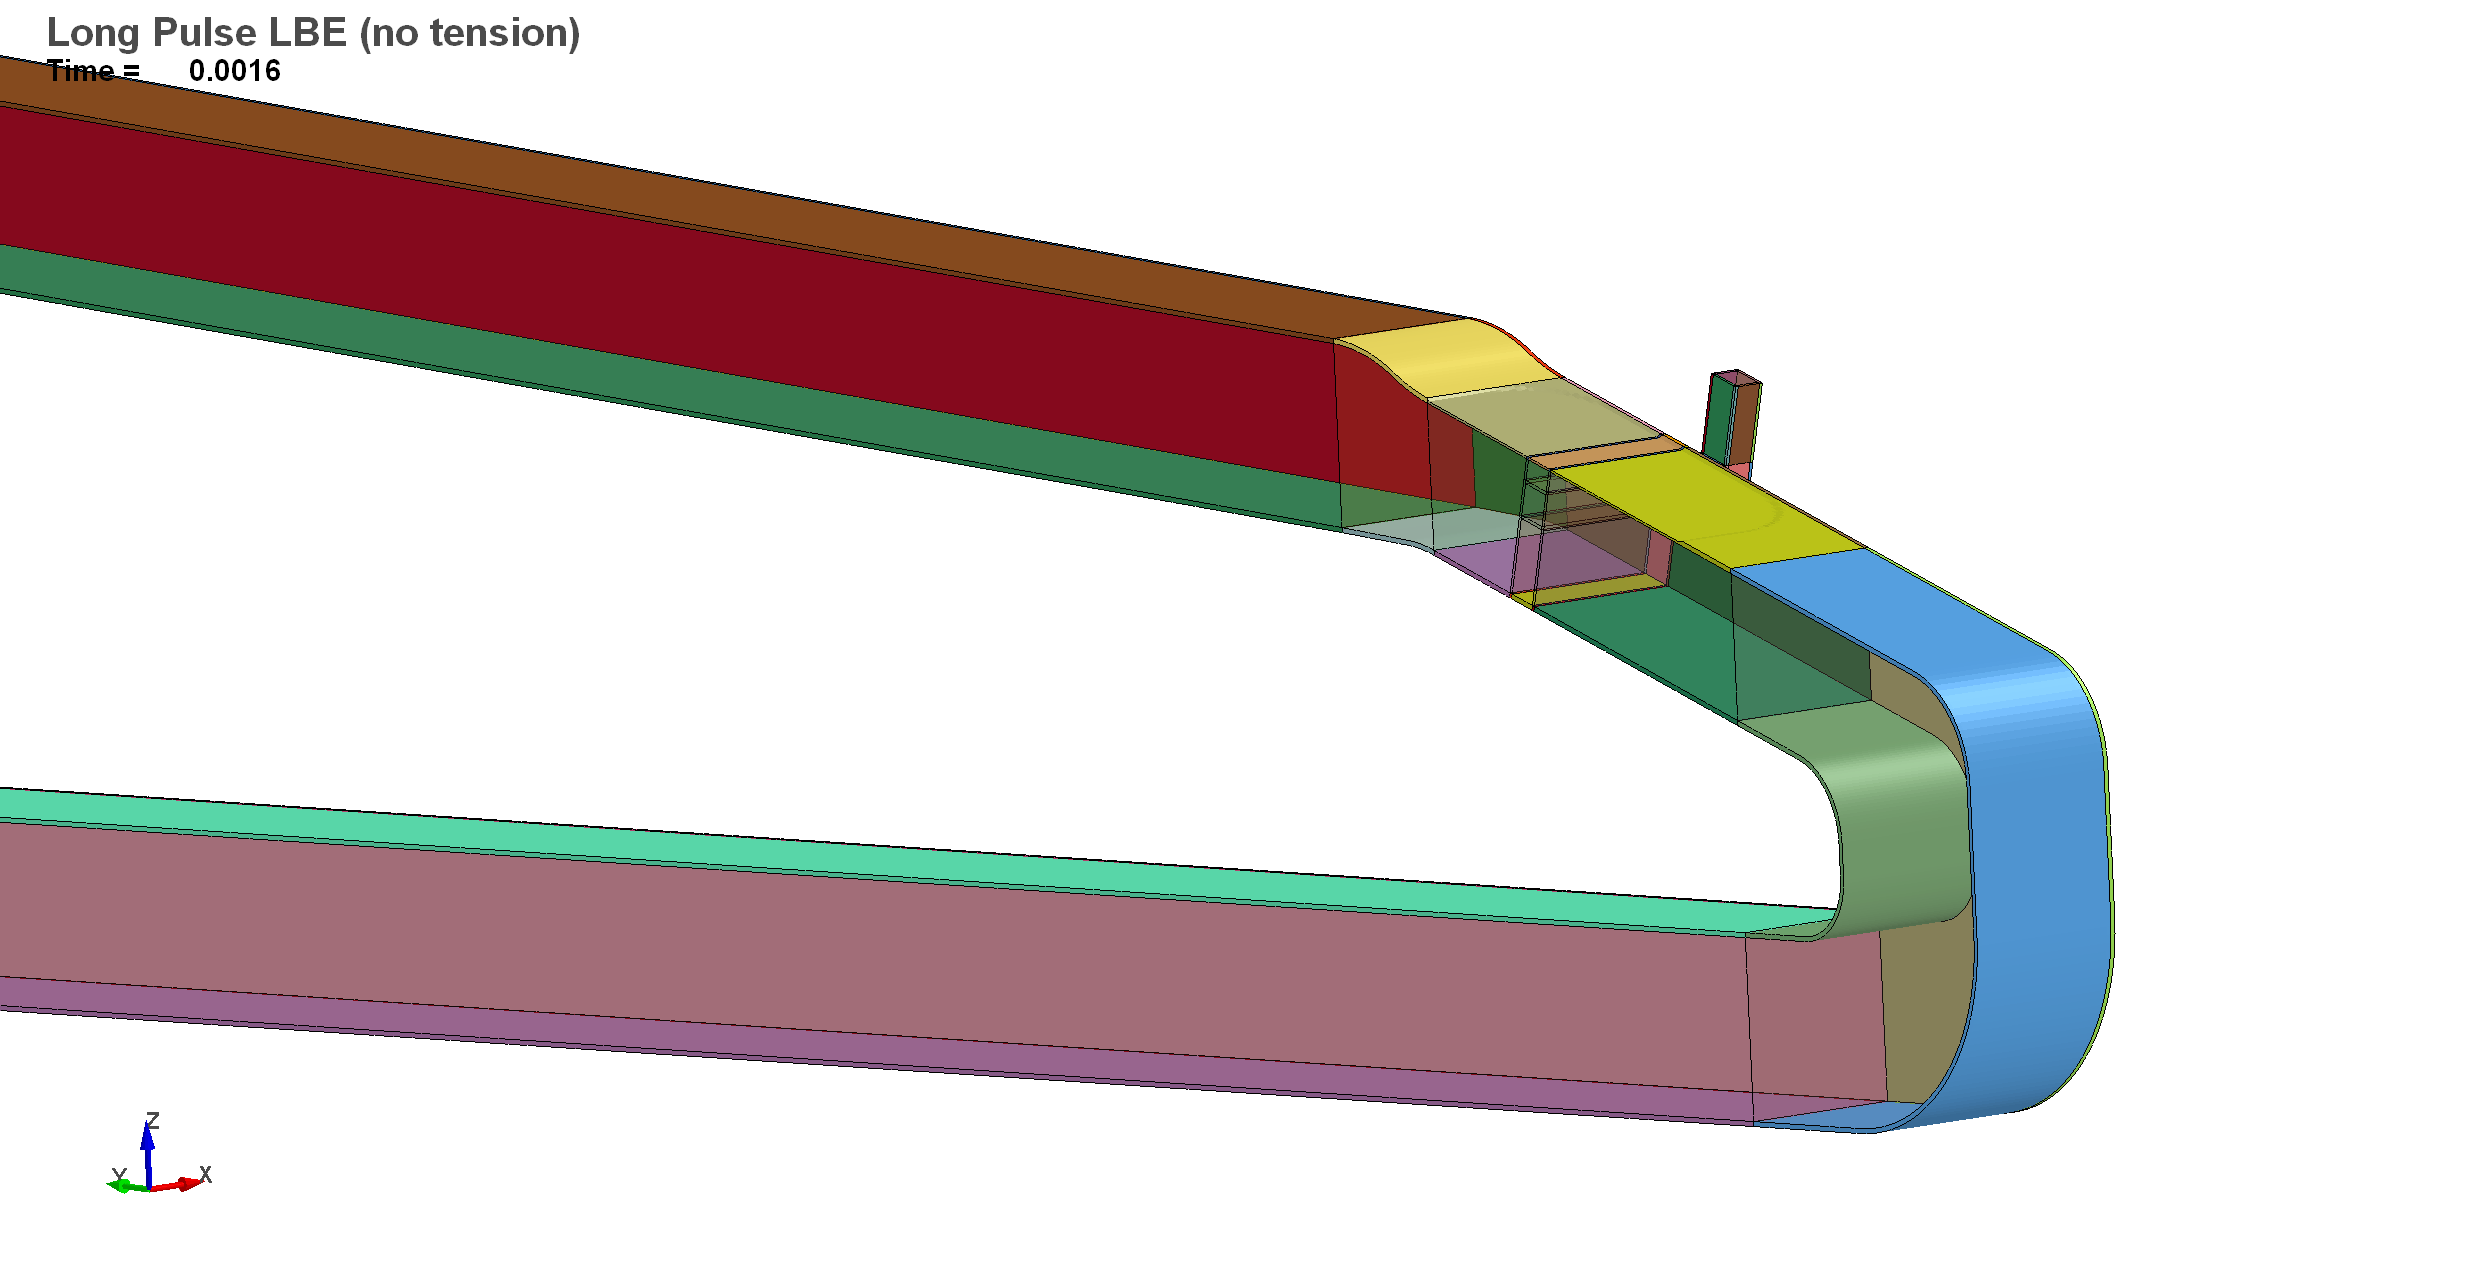 Long Pulse LBE (no tension)
Time = 0.0016
Z
Y X